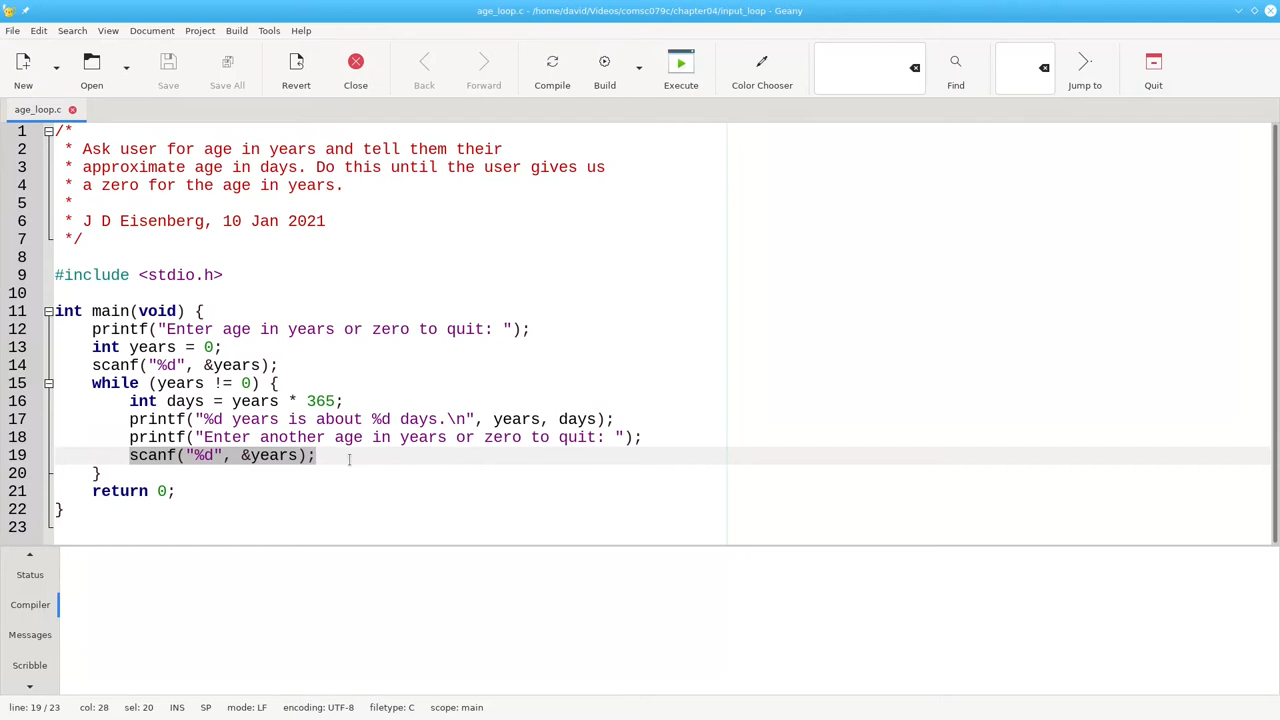 age_loop.c - /home/david/Videos/comsc079c/chapter04/input_loop - Geany
File Edit Search View Document Project Build Tools Help
New Open Save Save All Revert Close Back Forward Compile Build Execute Color Chooser Find Jump to Quit
age_loop.c
1 /*
2  * Ask user for age in years and tell them their
3  * approximate age in days. Do this until the user gives us
4  * a zero for the age in years.
5  *
6  * J D Eisenberg, 10 Jan 2021
7  */
8
9 #include <stdio.h>
10
11 int main(void) {
12     printf("Enter age in years or zero to quit: ");
13     int years = 0;
14     scanf("%d", &years);
15     while (years != 0) {
16         int days = years * 365;
17         printf("%d years is about %d days.\n", years, days);
18         printf("Enter another age in years or zero to quit: ");
19         scanf("%d", &years);
20     }
21     return 0;
22 }
23
Status
Compiler
Messages
Scribble
line: 19 / 23 col: 28 sel: 20 INS SP mode: LF encoding: UTF-8 filetype: C scope: main